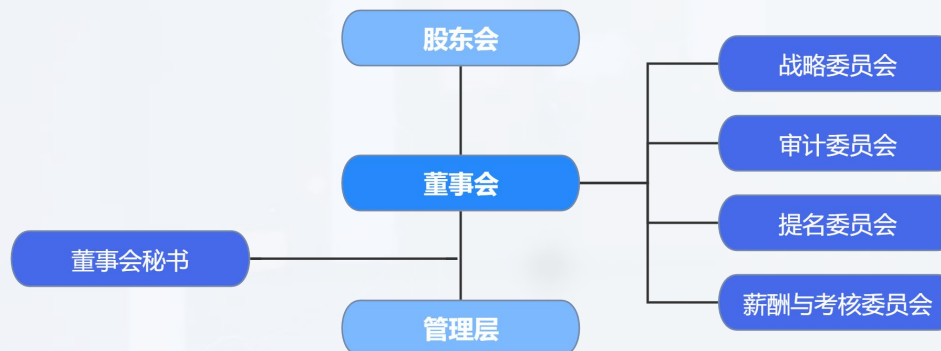 股东会
战略委员会
审计委员会
董事会
提名委员会
董事会秘书
薪酬与考核委员会
管理层